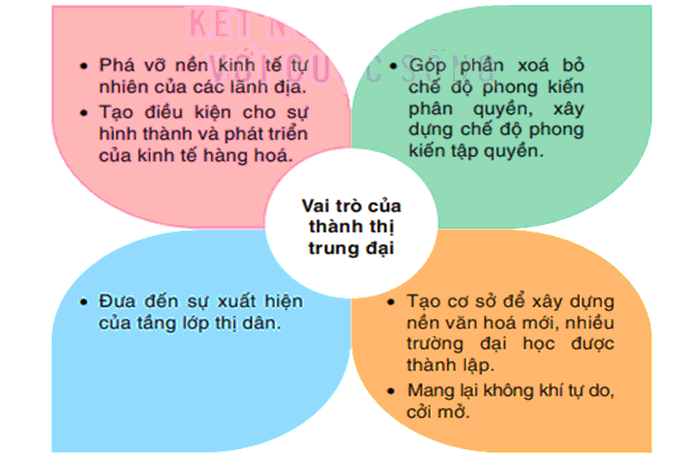 KẾT N
VỚI CUỘC SỐNG
• Phá vỡ nền kinh tế tự
nhiên của các lãnh địa.
• Tạo điều kiện cho sự
hình thành và phát triển
của kinh tế hàng hoá.
• Góp phần xoá bỏ
chế độ phong kiến
phân quyền, xây
dựng chế độ phong
kiến tập quyền.
Vai trò của
thành thị
trung đại
• Đưa đến sự xuất hiện
của tầng lớp thị dân.
• Tạo cơ sở để xây dựng
nền văn hoá mới, nhiều
trường đại học được
thành lập.
• Mang lại không khí tự do,
cởi mở.